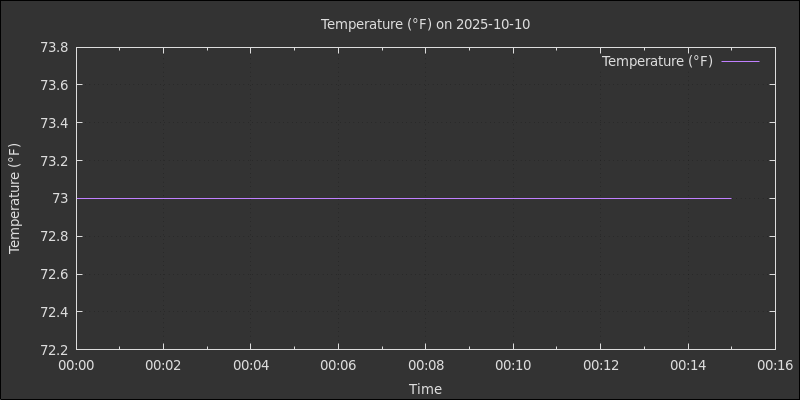 Temperature (°F) on 2025-10-10
Temperature (°F)
73.8
73.6
73.4
73.2
73
72.8
72.6
72.4
72.2
Temperature (°F)
00:00 00:02 00:04 00:06 00:08 00:10 00:12 00:14 00:16
Time